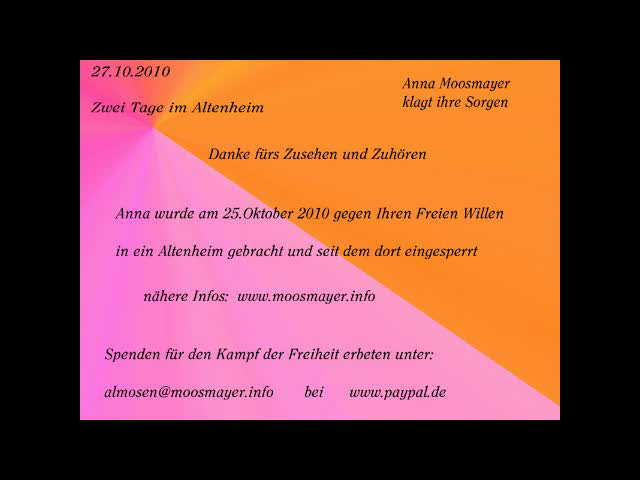 27.10.2010
Anna Moosmayer
klagt ihre Sorgen
Zwei Tage im Altenheim
Danke fürs Zusehen und Zuhören
Anna wurde am 25.Oktober 2010 gegen Ihren Freien Willen
in ein Altenheim gebracht und seit dem dort eingesperrt
nähere Infos: www.moosmayer.info
Spenden für den Kampf der Freiheit erbeten unter:
almosen@moosmayer.info bei www.paypal.de